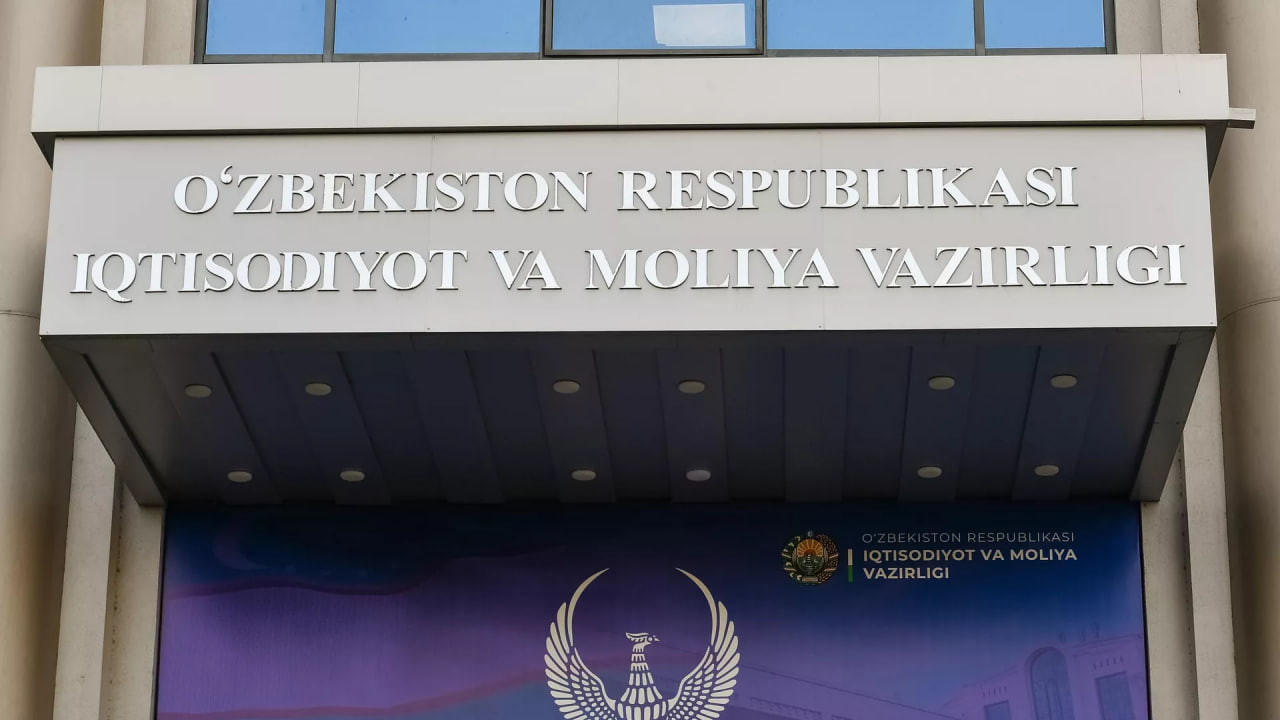 O‘ZBEKISTON RESPUBLIKASI
IQTISODIYOT VA MOLIYA VAZIRLIGI
O‘ZBEKISTON RESPUBLIKASI
IQTISODIYOT VA MOLIYA
VAZIRLIGI